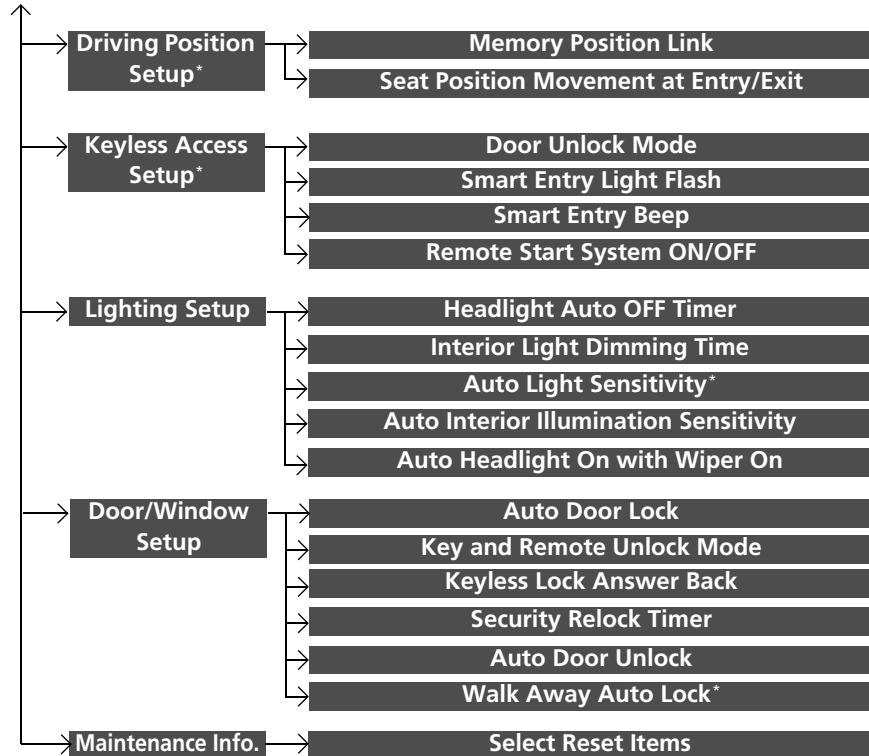 Driving Position
Setup*
Memory Position Link
Seat Position Movement at Entry/Exit
Keyless Access
Setup*
Door Unlock Mode
Smart Entry Light Flash
Smart Entry Beep
Remote Start System ON/OFF
Lighting Setup
Headlight Auto OFF Timer
Interior Light Dimming Time
Auto Light Sensitivity*
Auto Interior Illumination Sensitivity
Auto Headlight On with Wiper On
Door/Window
Setup
Auto Door Lock
Key and Remote Unlock Mode
Keyless Lock Answer Back
Security Relock Timer
Auto Door Unlock
Walk Away Auto Lock*
Maintenance Info.
Select Reset Items